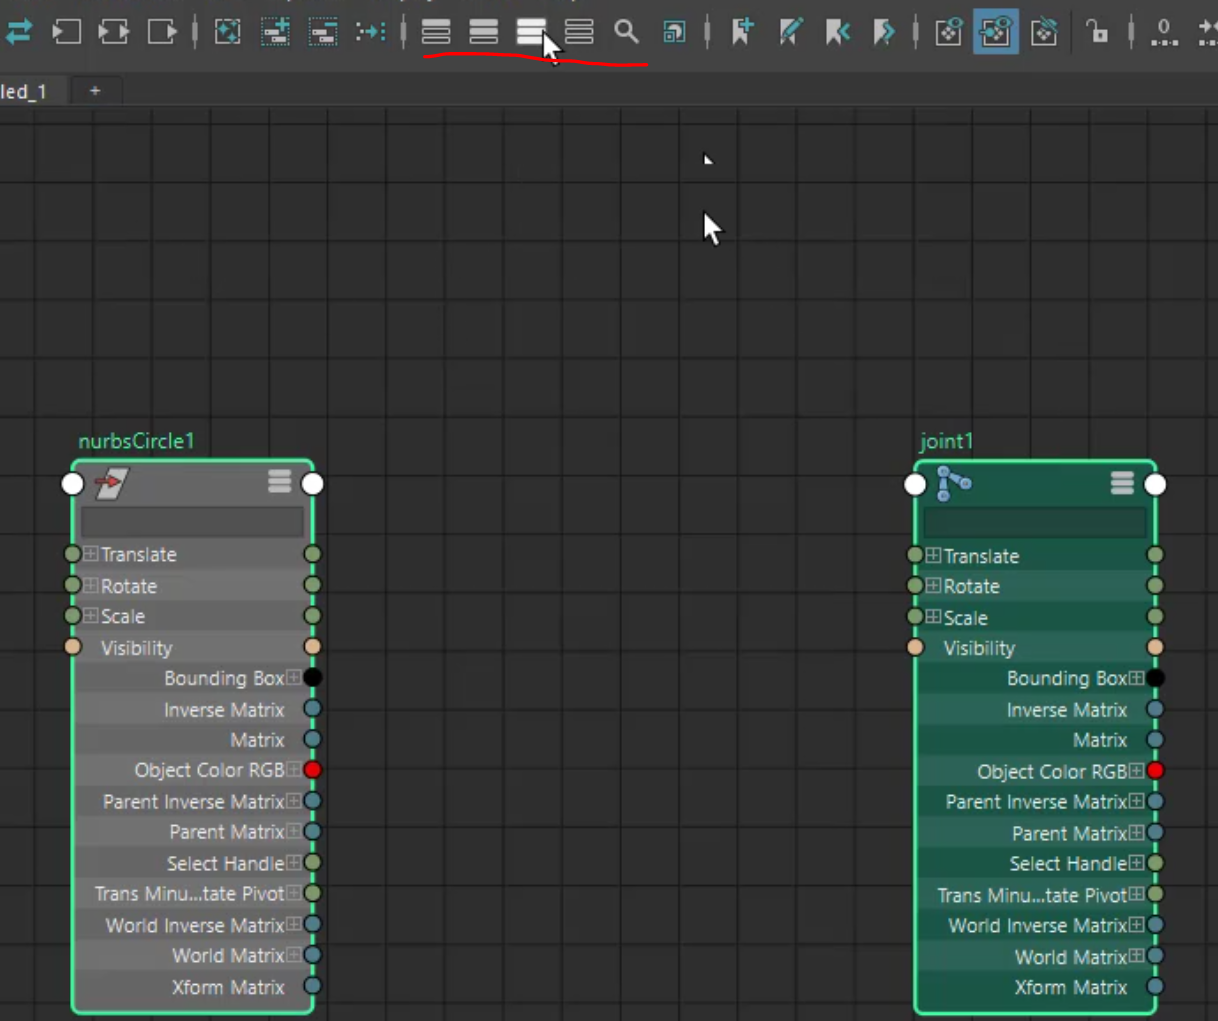 0
led_1
+
nurbsCircle1
Translate
Rotate
Scale
Visibility
Bounding Box
Inverse Matrix
Matrix
Object Color RGB
Parent Inverse Matrix
Parent Matrix
Select Handle
Trans Minu...tate Pivot
World Inverse Matrix
World Matrix
Xform Matrix
joint1
Translate
Rotate
Scale
Visibility
Bounding Box
Inverse Matrix
Matrix
Object Color RGB
Parent Inverse Matrix
Parent Matrix
Select Handle
Trans Minu...tate Pivot
World Inverse Matrix
World Matrix
Xform Matrix